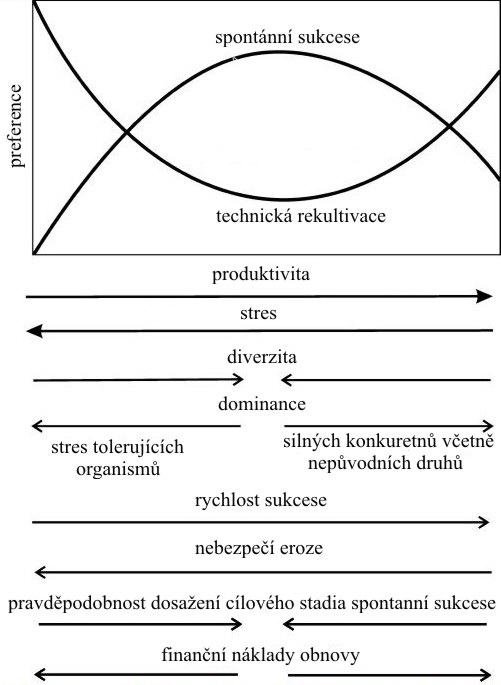 spontánní sukcese
preference
technická rekultivace
produktivita
stres
diverzita
dominance
stres tolerujících
organismů
silných konkuretnů včetně
nepůvodních druhů
rychlost sukcese
nebezpečí eroze
pravděpodobnost dosažení cílového stadia spontanní sukcese
finanční náklady obnovy